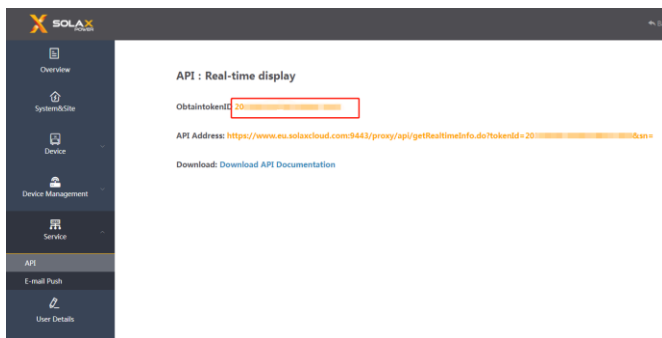 SOLAX
POWER
Overview
System&Site
Device
Device Management
Service
API
E-mail Push
User Details
API : Real-time display
ObtaintokenID 20
API Address: https://www.eu.solaxcloud.com:9443/proxy/api/getRealtimeInfo.do?tokenId=20 &sn=
Download: Download API Documentation